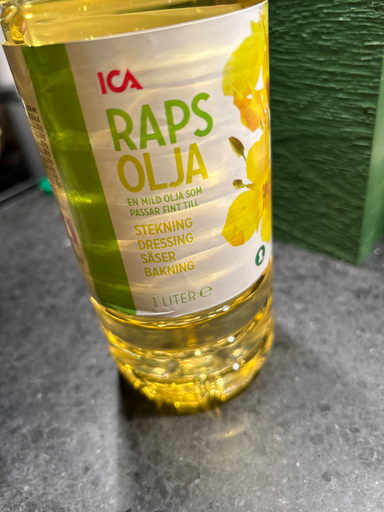 ICA
RAPS
OLJA
EN MILD OLJA SOM
PASSAR FINT TILL
STEKNING
DRESSING
SÅSER
BAKNING
1 LITER ℮